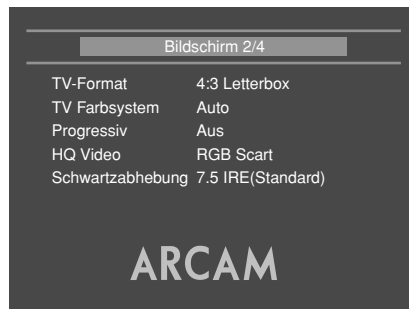 Bildschirm 2/4
TV-Format 4:3 Letterbox
TV Farbsystem Auto
Progressiv Aus
HQ Video RGB Scart
Schwartzabhebung 7.5 IRE(Standard)
ARCAM